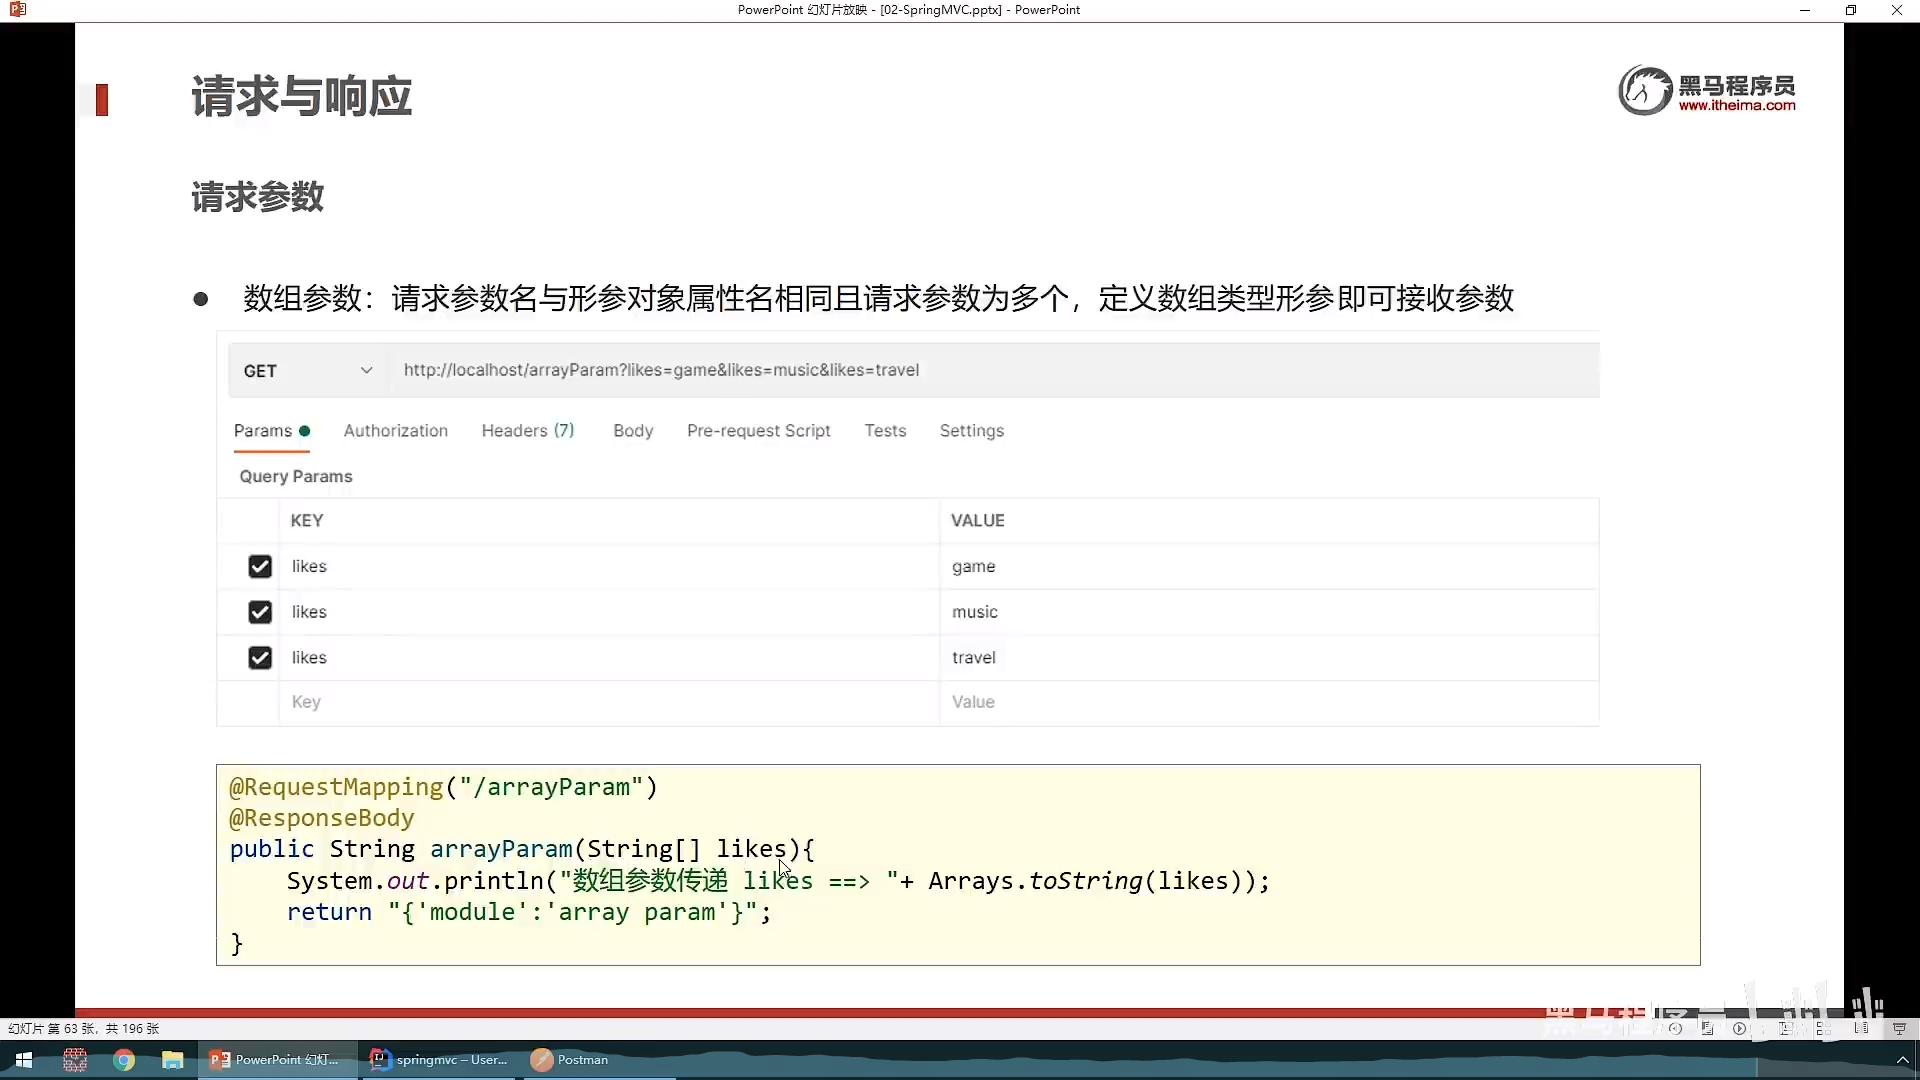 PowerPoint 幻灯片放映 - [02-SpringMVC.pptx] - PowerPoint
请求与响应
黑马程序员
www.itheima.com
请求参数
● 数组参数：请求参数名与形参对象属性名相同且请求参数为多个，定义数组类型形参即可接收参数
GET http://localhost/arrayParam?likes=game&likes=music&likes=travel
Params Authorization Headers (7) Body Pre-request Script Tests Settings
Query Params
KEY VALUE
likes game
likes music
likes travel
Key Value
@RequestMapping("/arrayParam")
@ResponseBody
public String arrayParam(String[] likes){
    System.out.println("数组参数传递 likes ==> "+ Arrays.toString(likes));
    return "{'module':'array param'}";
}
黑马程序员
幻灯片 第 63 张，共 196 张
PowerPoint 幻灯... springmvc – User... Postman